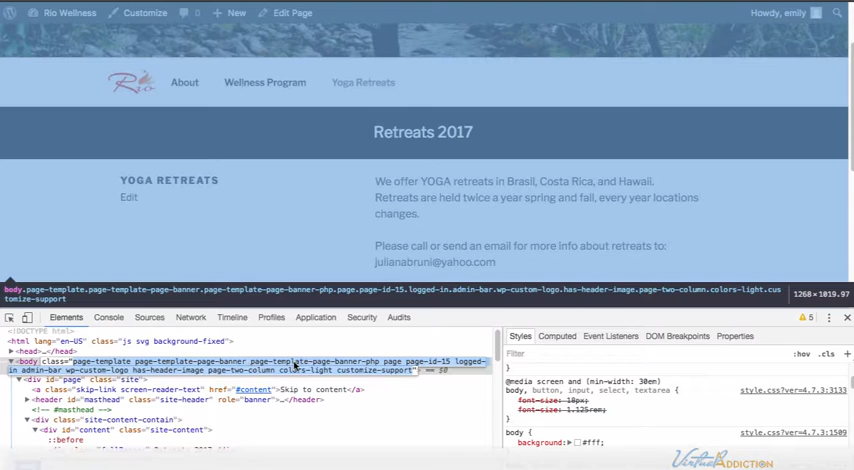 Rio Wellness Customize 0 New Edit Page Howdy, emily
Rio About Wellness Program Yoga Retreats
Retreats 2017
YOGA RETREATS
Edit
We offer YOGA retreats in Brasil, Costa Rica, and Hawaii.
Retreats are held twice a year spring and fall, every year locations
changes.
Please call or send an email for more info about retreats to:
julianabruni@yahoo.com
body.page-template.page-template-page-banner.page-template-page-banner-php.page.page-id-15.logged-in.admin-bar.wp-custom-logo.has-header-image.page-two-column.colors-light.cus
tomize-support
1268 × 1019.97
Elements Console Sources Network Timeline Profiles Application Security Audits 5
<!DOCTYPE html>
<html lang="en-US" class="js svg background-fixed">
<head>…</head>
<body class="page-template page-template-page-banner page-template-page-banner-php page page-id-15 logged-
in admin-bar wp-custom-logo has-header-image page-two-column colors-light customize-support" == $0
<div id="page" class="site">
<a class="skip-link screen-reader-text" href="#content">Skip to content</a>
<header id="masthead" class="site-header" role="banner">…</header>
<!-- #masthead -->
<div class="site-content-contain">
<div id="content" class="site-content">
::before
Styles Computed Event Listeners DOM Breakpoints Properties
Filter :hov .cls +
}
@media screen and (min-width: 30em)
body, button, input, select, textarea { style.css?ver=4.7.3:3133
font-size: 18px;
font-size: 1.125rem;
}
body { style.css?ver=4.7.3:1509
background: #fff;
Virtual ADDICTION